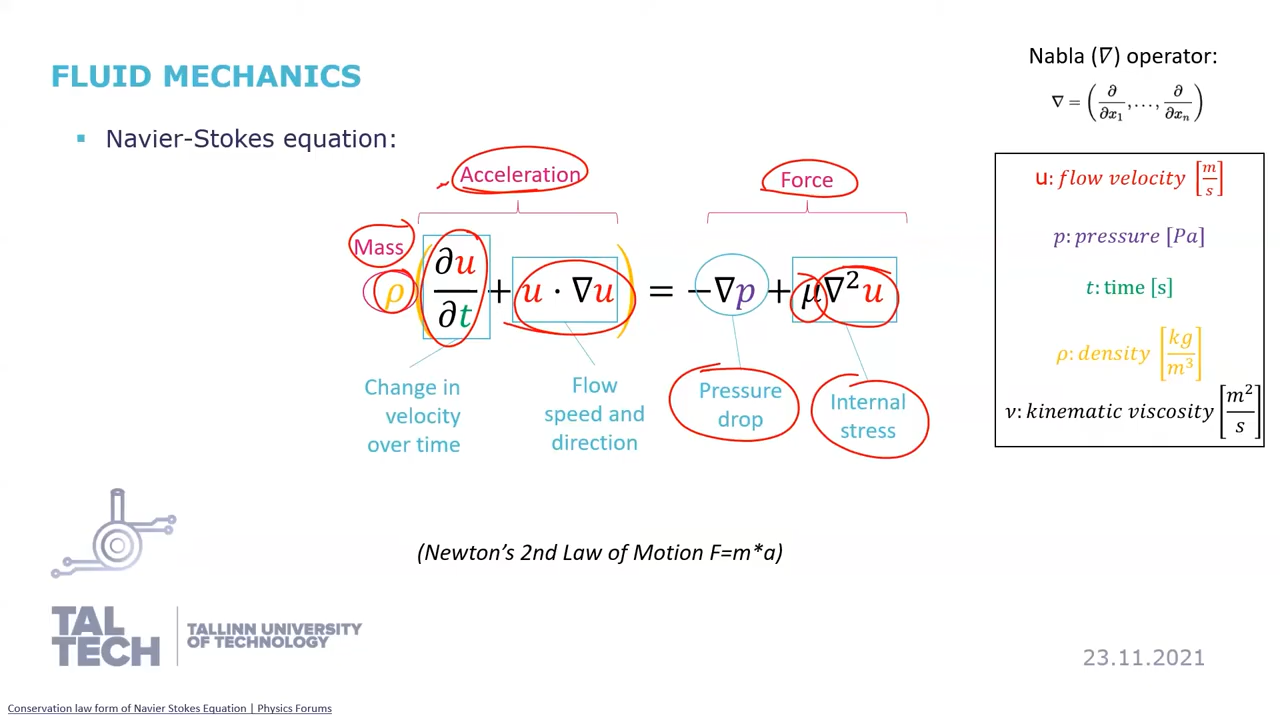 FLUID MECHANICS
▪ Navier-Stokes equation:
Nabla (∇) operator:
∇ = (∂/∂x₁, . . . , ∂/∂xₙ)
Acceleration
Force
Mass
ρ(∂u/∂t + u · ∇u) = −∇p + μ∇²u
Change in
velocity
over time
Flow
speed and
direction
Pressure
drop
Internal
stress
u: flow velocity [m/s]
p: pressure [Pa]
t: time [s]
ρ: density [kg/m³]
ν: kinematic viscosity [m²/s]
(Newton's 2nd Law of Motion F=m*a)
TAL
TECH
TALLINN UNIVERSITY
OF TECHNOLOGY
23.11.2021
Conservation law form of Navier Stokes Equation | Physics Forums